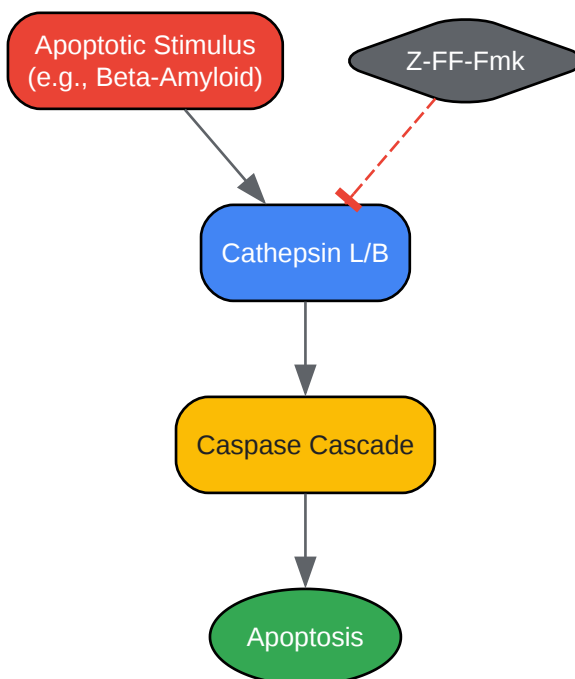 Apoptotic Stimulus
(e.g., Beta-Amyloid)
Z-FF-Fmk
Cathepsin L/B
Caspase Cascade
Apoptosis